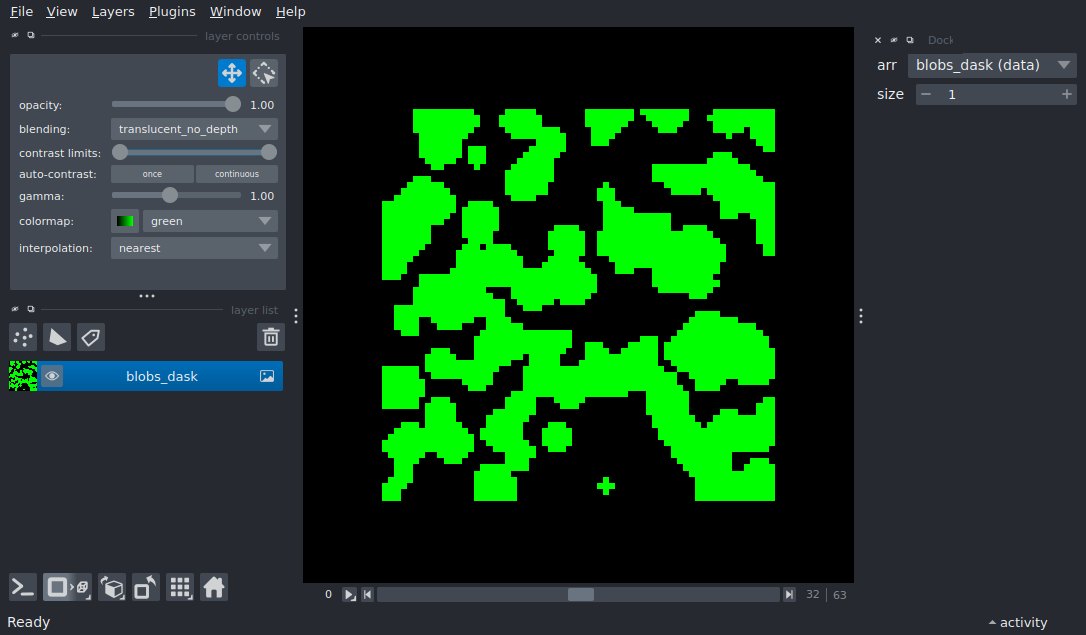 File View Layers Plugins Window Help
layer controls
opacity: 1.00
blending: translucent_no_depth
contrast limits:
auto-contrast: once continuous
gamma: 1.00
colormap: green
interpolation: nearest
layer list
blobs_dask
Dock
arr blobs_dask (data)
size 1
0 32 63
Ready activity